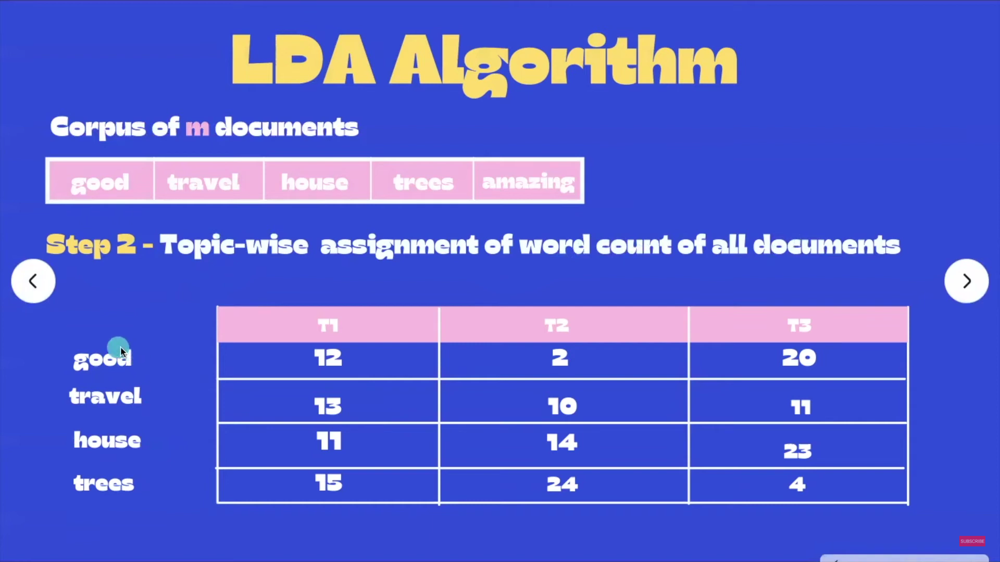 LDA Algorithm
Corpus of m documents
good travel house trees amazing
Step 2 - Topic-wise assignment of word count of all documents
T1 T2 T3
good 12 2 20
travel 13 10 11
house 11 14 23
trees 15 24 4
SUBSCRIBE